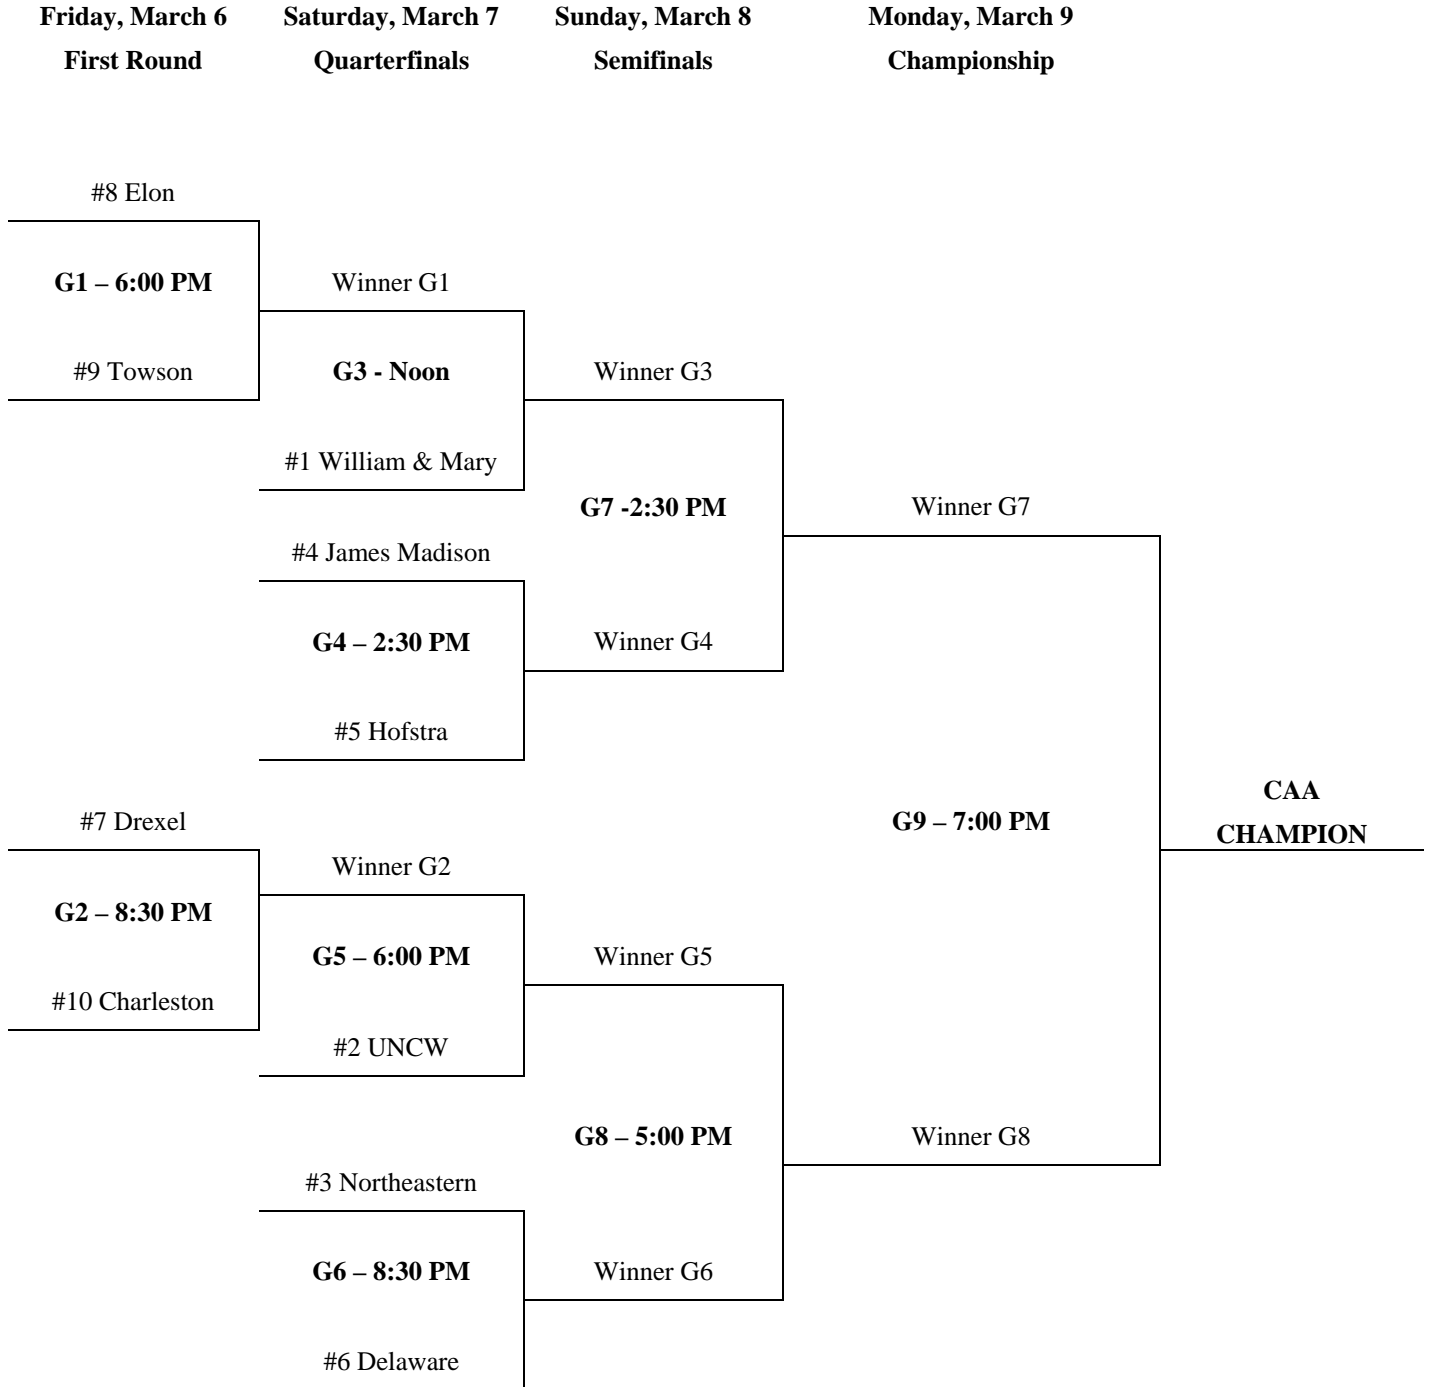 Friday, March 6
First Round
Saturday, March 7
Quarterfinals
Sunday, March 8
Semifinals
Monday, March 9
Championship
#8 Elon
G1 – 6:00 PM
#9 Towson
Winner G1
G3 - Noon
#1 William & Mary
Winner G3
G7 -2:30 PM
Winner G4
#4 James Madison
G4 – 2:30 PM
#5 Hofstra
Winner G7
G9 – 7:00 PM
Winner G8
CAA
CHAMPION
#7 Drexel
G2 – 8:30 PM
#10 Charleston
Winner G2
G5 – 6:00 PM
#2 UNCW
Winner G5
G8 – 5:00 PM
Winner G6
#3 Northeastern
G6 – 8:30 PM
#6 Delaware